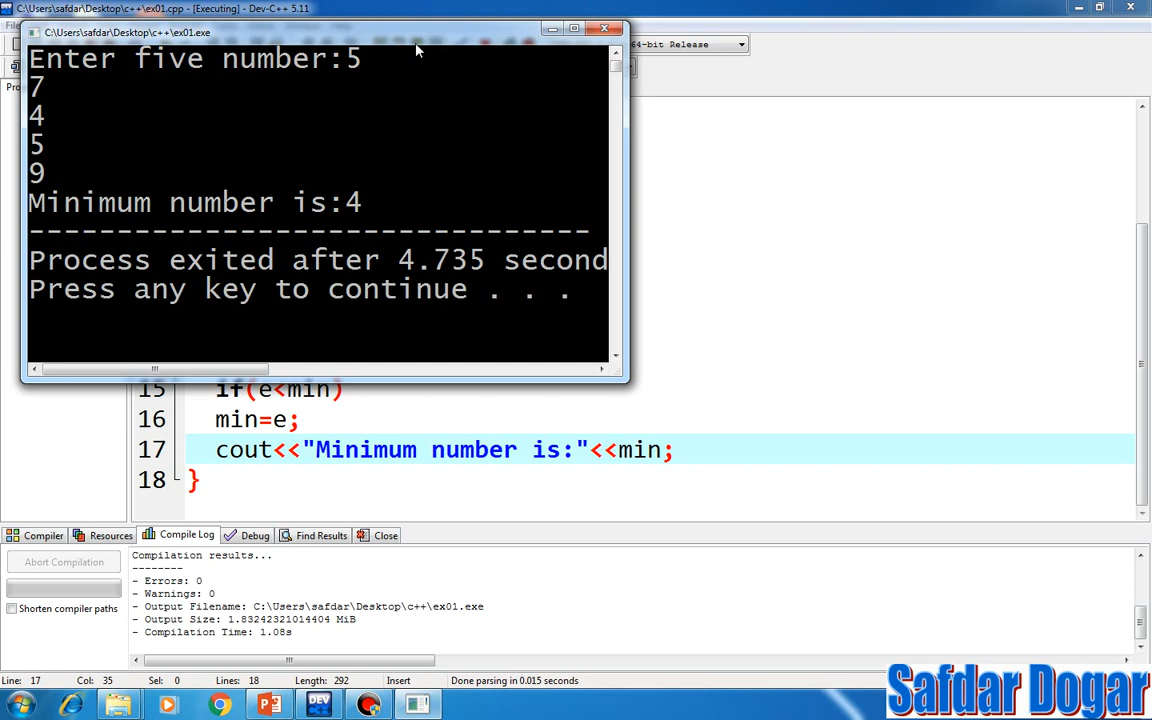 C:\Users\safdar\Desktop\c++\ex01.cpp - [Executing] - Dev-C++ 5.11
C:\Users\safdar\Desktop\c++\ex01.exe
64-bit Release
Enter five number:5
7
4
5
9
Minimum number is:4
--------------------------------
Process exited after 4.735 second
Press any key to continue . . .
15 if(e<min)
16 min=e;
17 cout<<"Minimum number is:"<<min;
18 }
Compiler Resources Compile Log Debug Find Results Close
Abort Compilation
Shorten compiler paths
Compilation results...
--------
- Errors: 0
- Warnings: 0
- Output Filename: C:\Users\safdar\Desktop\c++\ex01.exe
- Output Size: 1.83242321014404 MiB
- Compilation Time: 1.08s
Line: 17 Col: 35 Sel: 0 Lines: 18 Length: 292 Insert Done parsing in 0.015 seconds
DEV
Safdar Dogar